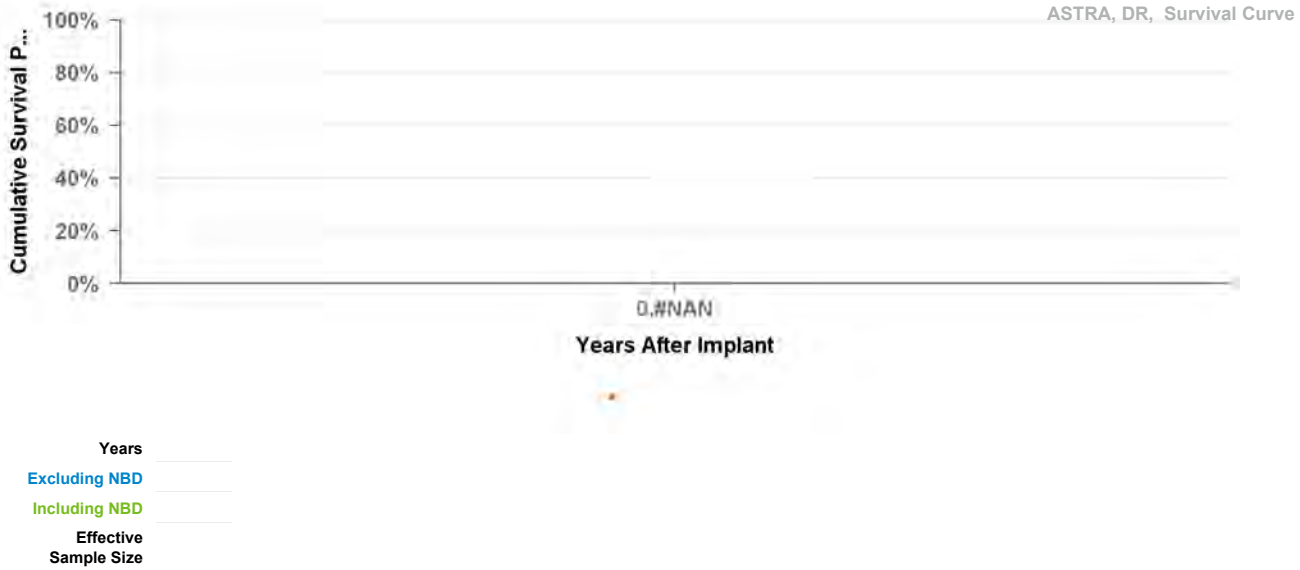 ASTRA, DR, Survival Curve
Cumulative Survival P...
100%
80%
60%
40%
20%
0%
0.#NAN
Years After Implant
Years
Excluding NBD
Including NBD
Effective
Sample Size